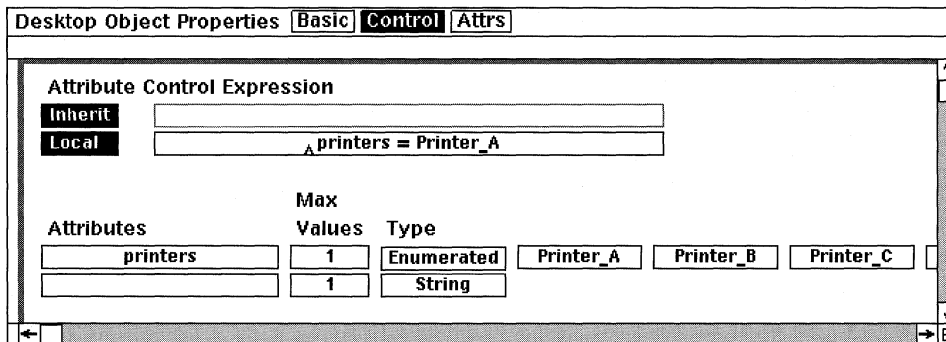 Desktop Object Properties Basic Control Attrs
Attribute Control Expression
Inherit
Local printers = Printer_A
Max
Attributes Values Type
printers 1 Enumerated Printer_A Printer_B Printer_C
1 String